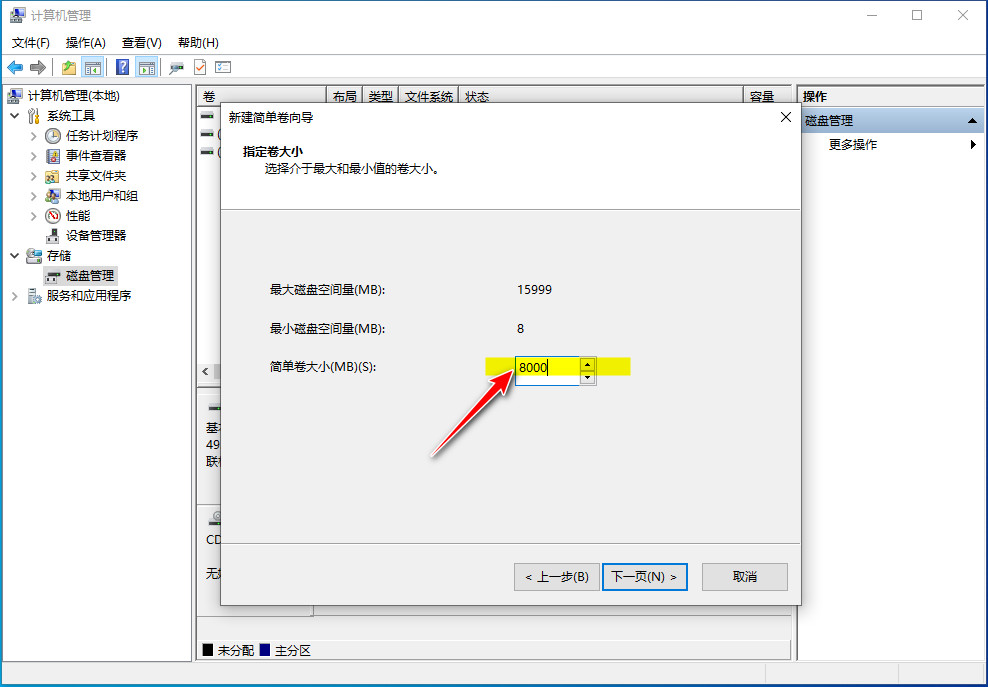 计算机管理
文件(F) 操作(A) 查看(V) 帮助(H)
计算机管理(本地)
系统工具
任务计划程序
事件查看器
共享文件夹
本地用户和组
性能
设备管理器
存储
磁盘管理
服务和应用程序
卷 布局 类型 文件系统 状态 容量
(
(
基
49
联
CD
无
未分配 主分区
新建简单卷向导
指定卷大小
选择介于最大和最小值的卷大小。
最大磁盘空间量(MB): 15999
最小磁盘空间量(MB): 8
简单卷大小(MB)(S): 8000
< 上一步(B) 下一页(N) > 取消
操作
磁盘管理
更多操作